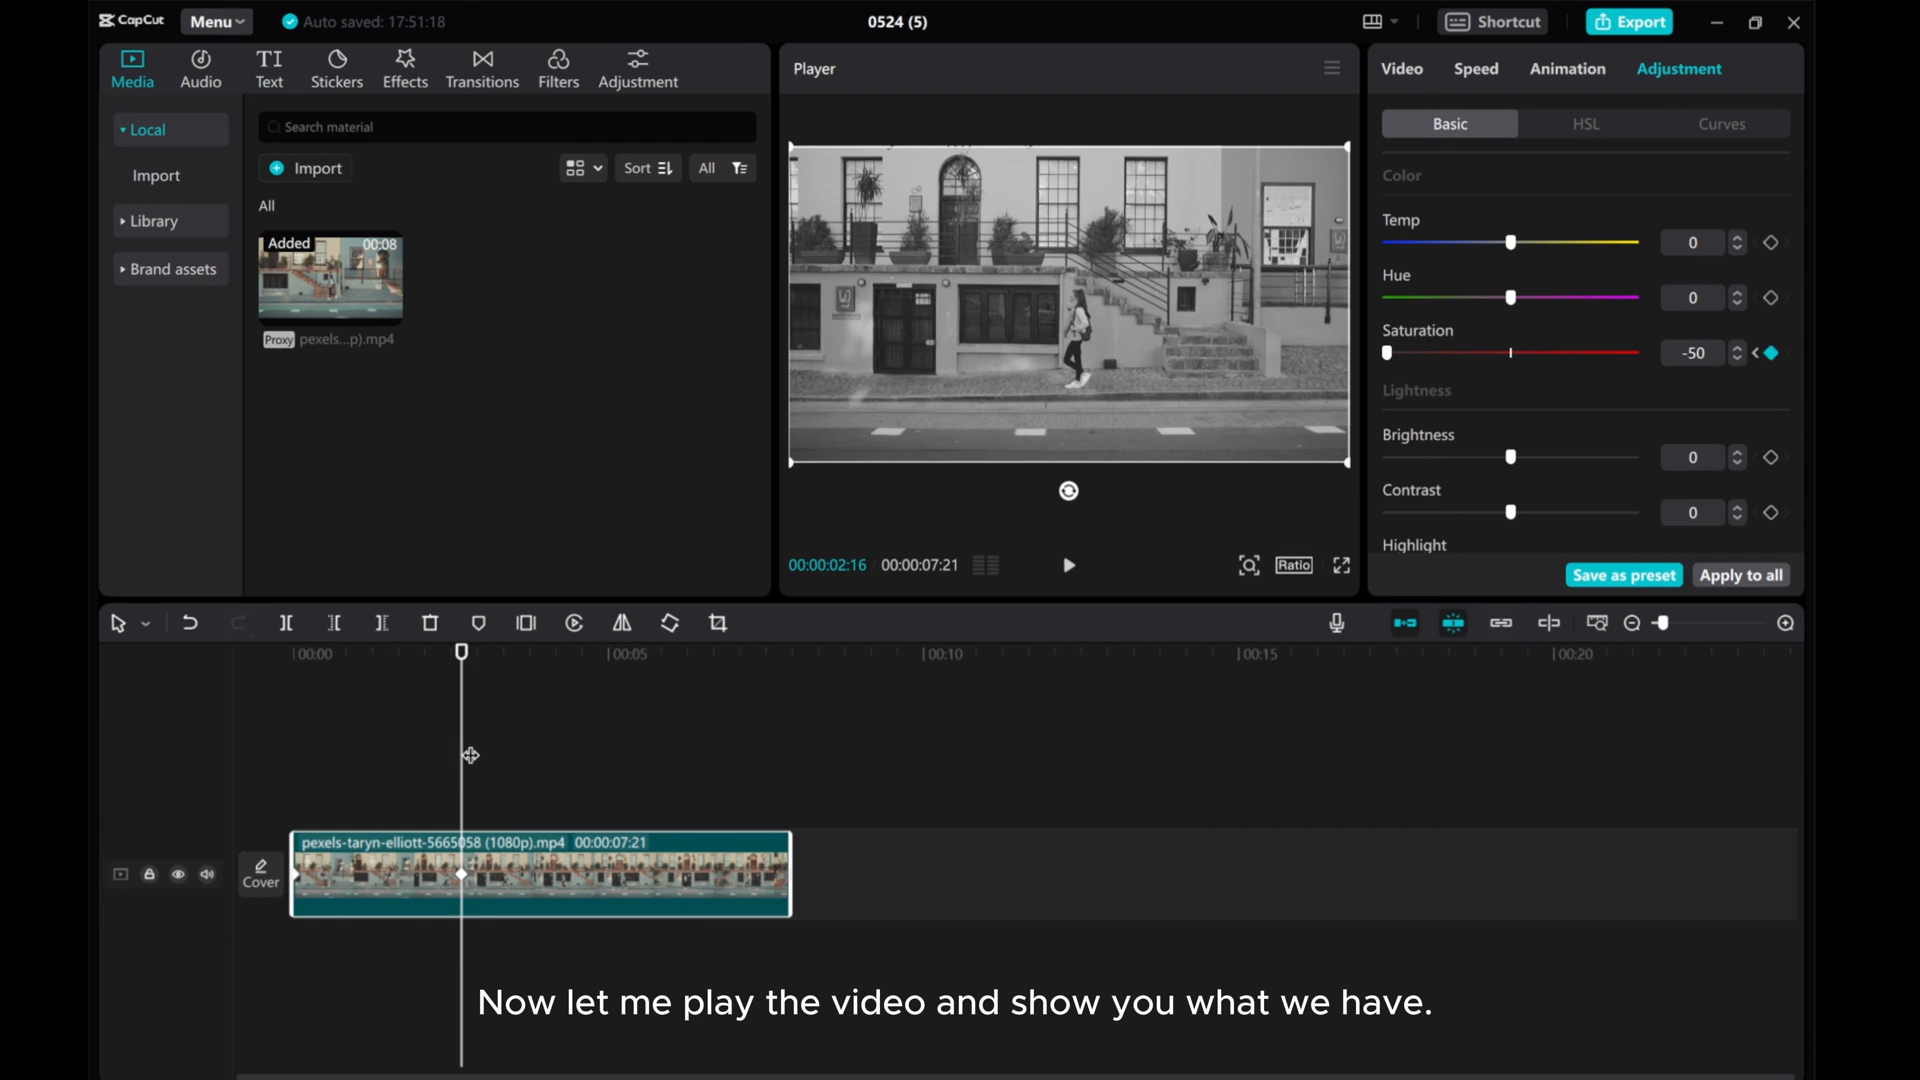 CapCut
Menu
Auto saved: 17:51:18
0524 (5)
Shortcut
Export
Media
Audio
Text
Stickers
Effects
Transitions
Filters
Adjustment
Local
Import
Library
Brand assets
Search material
Import
Sort
All
All
Added
00:08
Proxy
pexels...p).mp4
Player
00:00:02:16
00:00:07:21
Ratio
Video
Speed
Animation
Adjustment
Basic
HSL
Curves
Color
Temp
0
Hue
0
Saturation
-50
Lightness
Brightness
0
Contrast
0
Highlight
Save as preset
Apply to all
00:00
00:05
00:10
00:15
00:20
Cover
pexels-taryn-elliott-5665058 (1080p).mp4 00:00:07:21
Now let me play the video and show you what we have.